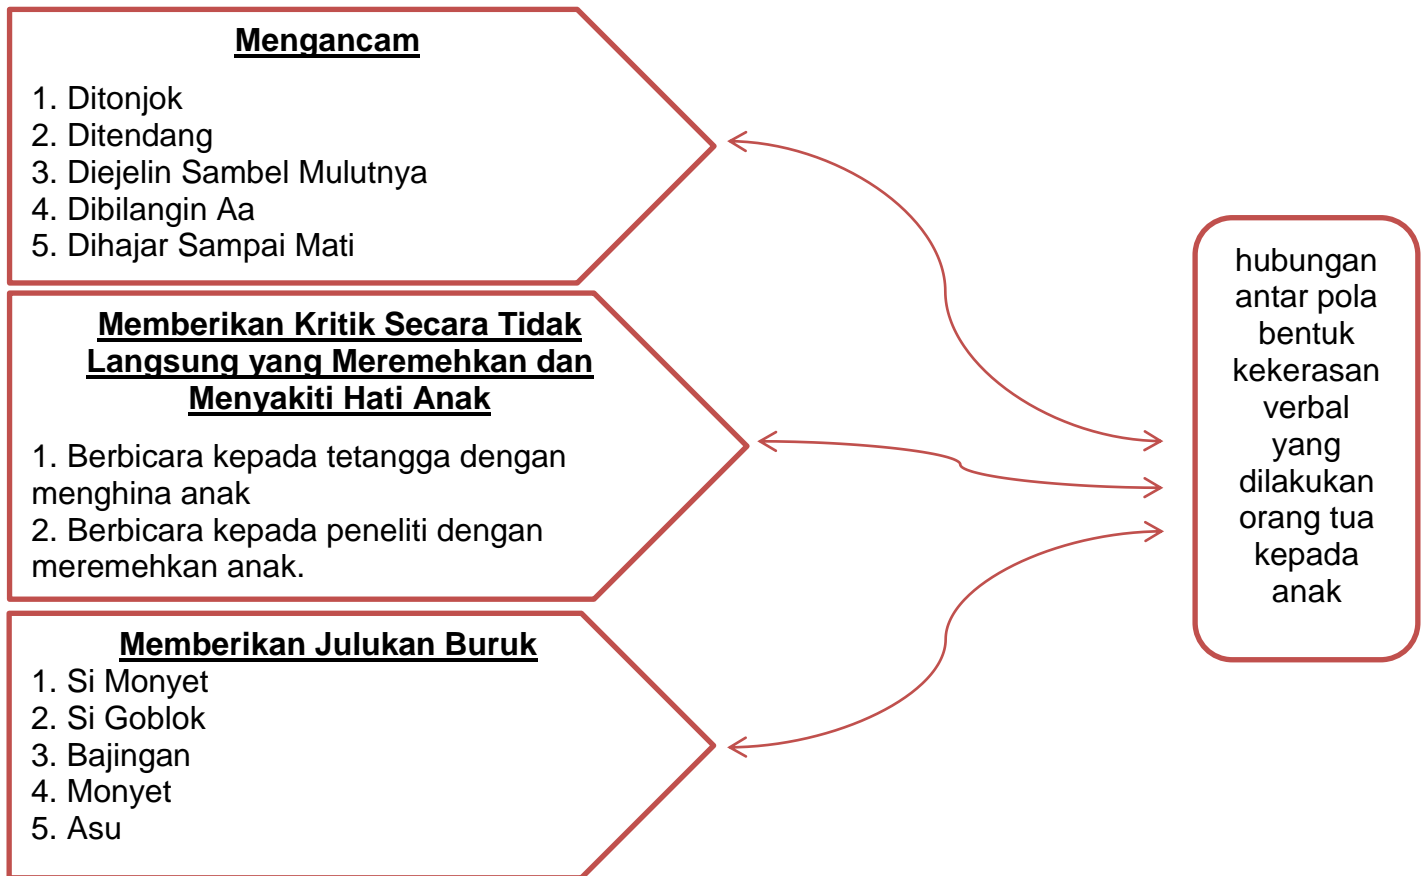 Mengancam
1. Ditonjok
2. Ditendang
3. Diejelin Sambel Mulutnya
4. Dibilangin Aa
5. Dihajar Sampai Mati
Memberikan Kritik Secara Tidak
Langsung yang Meremehkan dan
Menyakiti Hati Anak
1. Berbicara kepada tetangga dengan
menghina anak
2. Berbicara kepada peneliti dengan
meremehkan anak.
Memberikan Julukan Buruk
1. Si Monyet
2. Si Goblok
3. Bajingan
4. Monyet
5. Asu
hubungan
antar pola
bentuk
kekerasan
verbal
yang
dilakukan
orang tua
kepada
anak